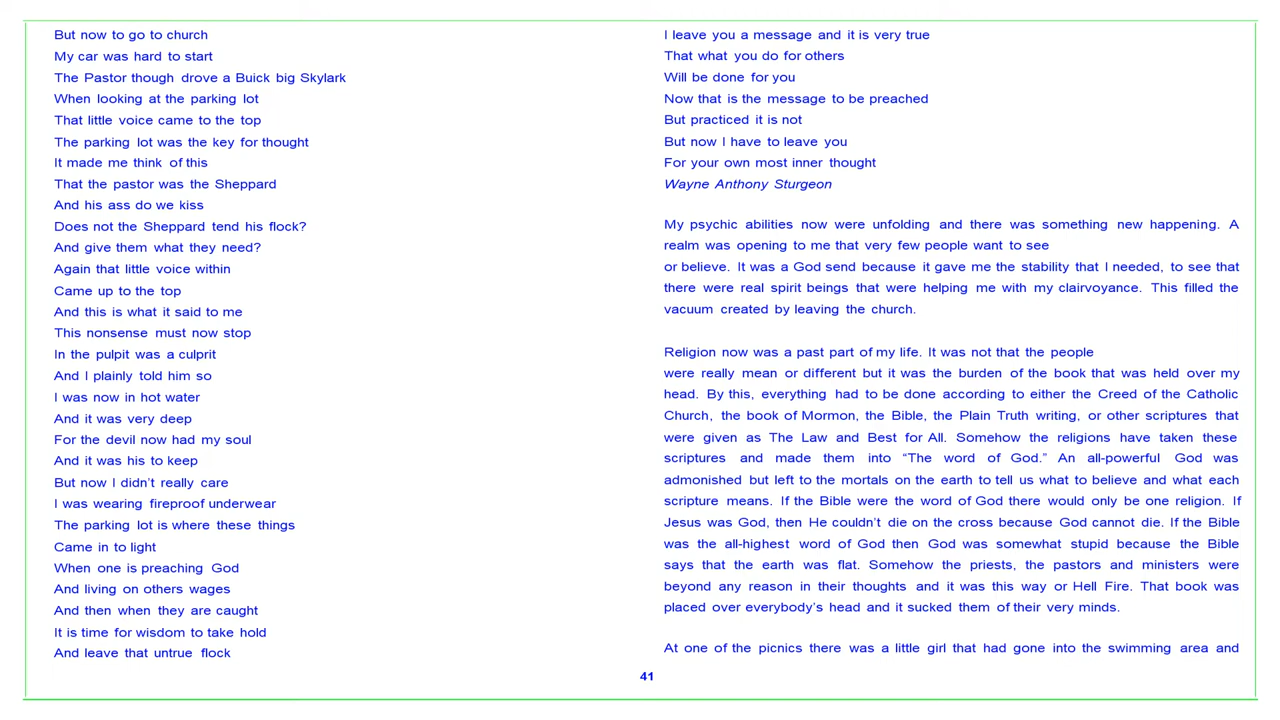 But now to go to church
My car was hard to start
The Pastor though drove a Buick big Skylark
When looking at the parking lot
That little voice came to the top
The parking lot was the key for thought
It made me think of this
That the pastor was the Sheppard
And his ass do we kiss
Does not the Sheppard tend his flock?
And give them what they need?
Again that little voice within
Came up to the top
And this is what it said to me
This nonsense must now stop
In the pulpit was a culprit
And I plainly told him so
I was now in hot water
And it was very deep
For the devil now had my soul
And it was his to keep
But now I didn't really care
I was wearing fireproof underwear
The parking lot is where these things
Came in to light
When one is preaching God
And living on others wages
And then when they are caught
It is time for wisdom to take hold
And leave that untrue flock
I leave you a message and it is very true
That what you do for others
Will be done for you
Now that is the message to be preached
But practiced it is not
But now I have to leave you
For your own most inner thought
Wayne Anthony Sturgeon
My psychic abilities now were unfolding and there was something new happening. A
realm was opening to me that very few people want to see
or believe. It was a God send because it gave me the stability that I needed, to see that
there were real spirit beings that were helping me with my clairvoyance. This filled the
vacuum created by leaving the church.
Religion now was a past part of my life. It was not that the people
were really mean or different but it was the burden of the book that was held over my
head. By this, everything had to be done according to either the Creed of the Catholic
Church, the book of Mormon, the Bible, the Plain Truth writing, or other scriptures that
were given as The Law and Best for All. Somehow the religions have taken these
scriptures and made them into “The word of God.” An all-powerful God was
admonished but left to the mortals on the earth to tell us what to believe and what each
scripture means. If the Bible were the word of God there would only be one religion. If
Jesus was God, then He couldn't die on the cross because God cannot die. If the Bible
was the all-highest word of God then God was somewhat stupid because the Bible
says that the earth was flat. Somehow the priests, the pastors and ministers were
beyond any reason in their thoughts and it was this way or Hell Fire. That book was
placed over everybody's head and it sucked them of their very minds.
At one of the picnics there was a little girl that had gone into the swimming area and
41